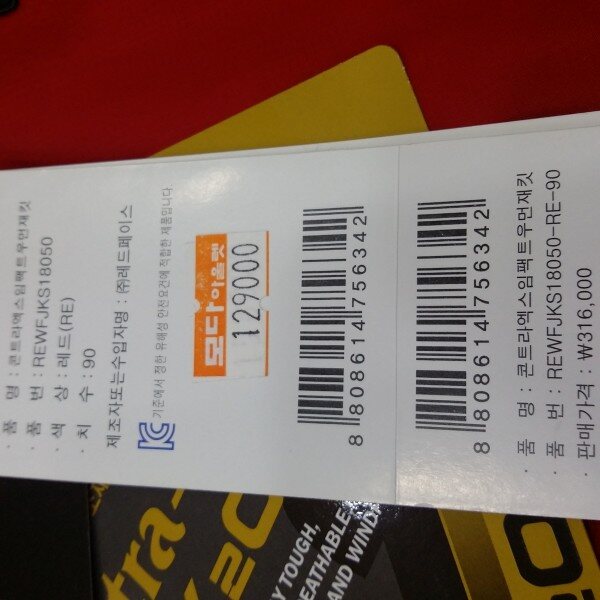 · 품 명 : 콘트라엑스임팩트우먼재킷
· 품 번 : REWFJKS18050
· 색 상 : 레드(RE)
· 치 수 : 90
제조자또는수입자명 : ㈜레드페이스
기준에서 정한 유해성 안전요건에 적합한 제품입니다
모다아울렛
129000
8 808614 756342
8 808614 756342
· 품 명 : 콘트라엑스임팩트우먼재킷
· 품 번 : REWFJKS18050-RE-90
· 판매가격 : ₩316,000
tra-
X 20
Y TOUGH,
REATHABLE
AND WIND